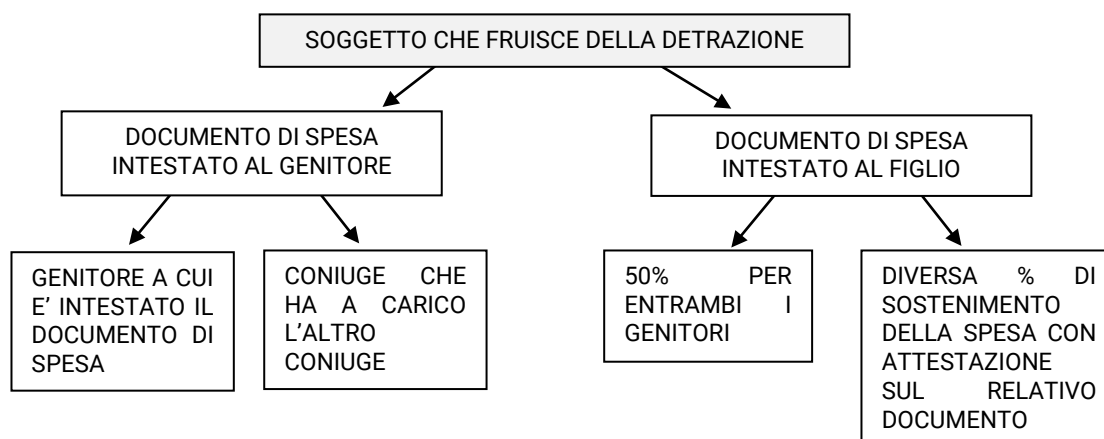 SOGGETTO CHE FRUISCE DELLA DETRAZIONE
DOCUMENTO DI SPESA
INTESTATO AL GENITORE
DOCUMENTO DI SPESA
INTESTATO AL FIGLIO
GENITORE A CUI
E’ INTESTATO IL
DOCUMENTO DI
SPESA
CONIUGE CHE
HA A CARICO
L’ALTRO
CONIUGE
50% PER
ENTRAMBI I
GENITORI
DIVERSA % DI
SOSTENIMENTO
DELLA SPESA CON
ATTESTAZIONE
SUL RELATIVO
DOCUMENTO